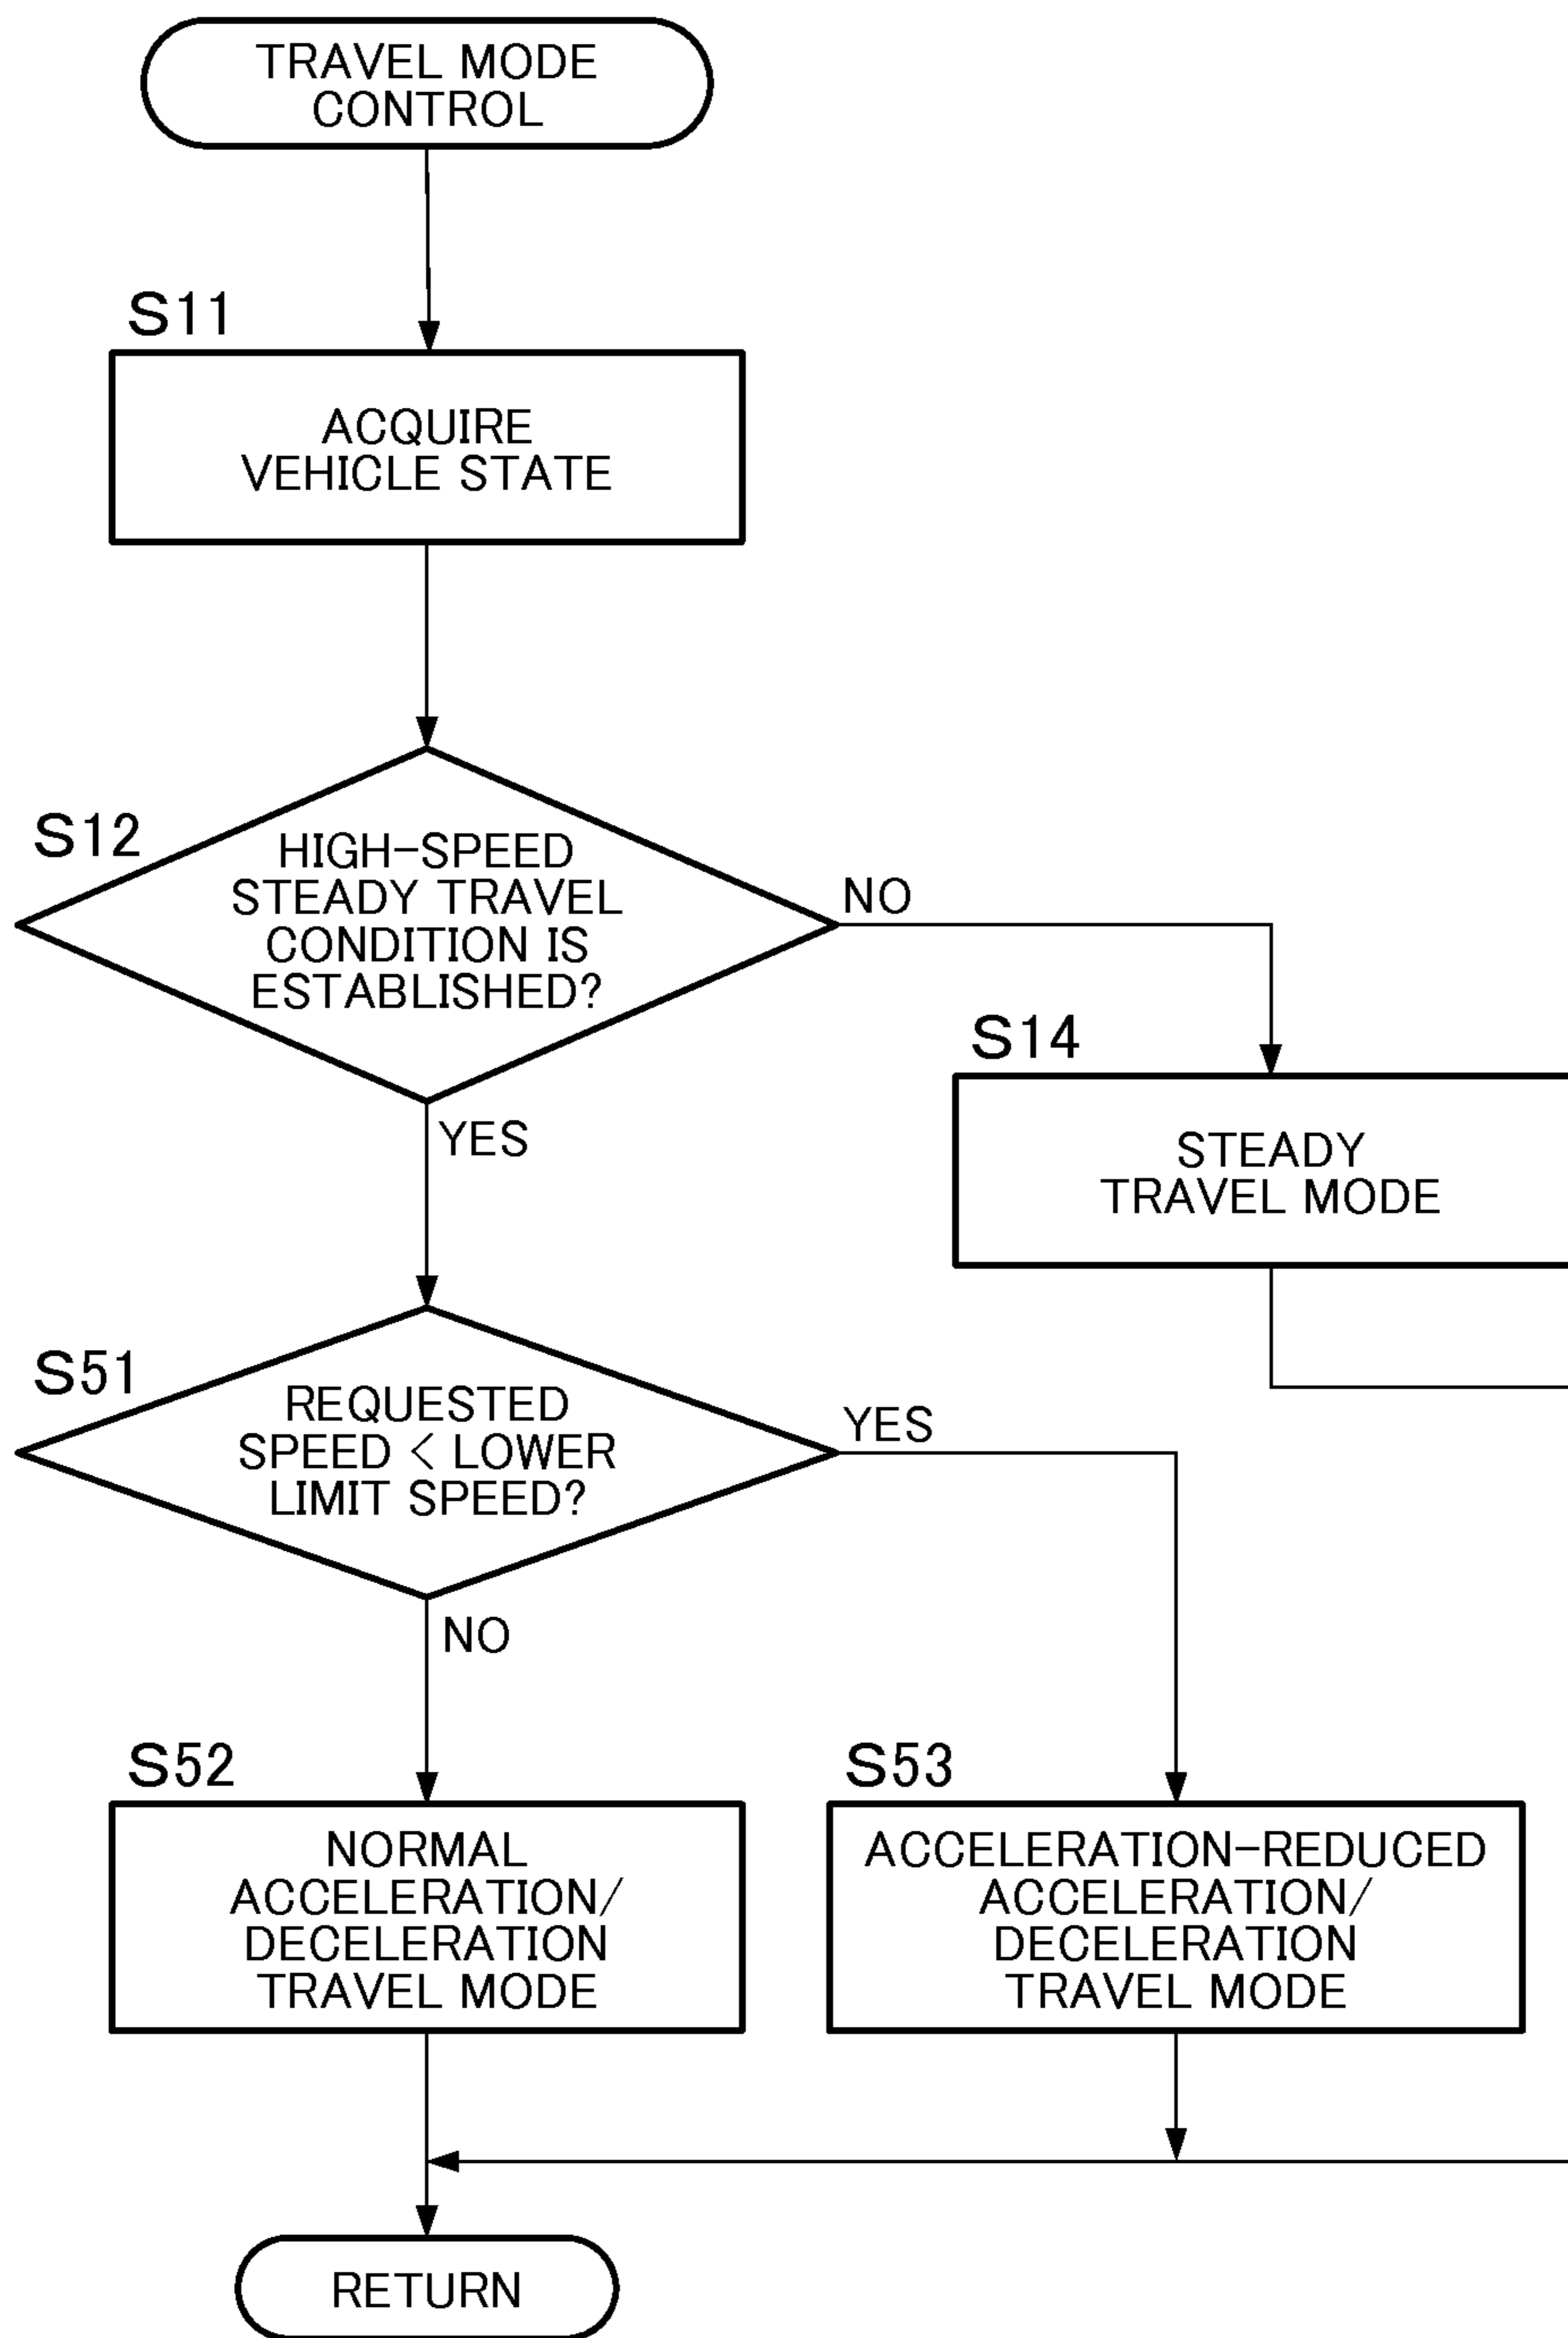 TRAVEL MODE
CONTROL
S11
ACQUIRE
VEHICLE STATE
S12
HIGH-SPEED
STEADY TRAVEL
CONDITION IS
ESTABLISHED?
NO
YES
S14
STEADY
TRAVEL MODE
S51
REQUESTED
SPEED < LOWER
LIMIT SPEED?
YES
NO
S52
NORMAL
ACCELERATION/
DECELERATION
TRAVEL MODE
S53
ACCELERATION-REDUCED
ACCELERATION/
DECELERATION
TRAVEL MODE
RETURN